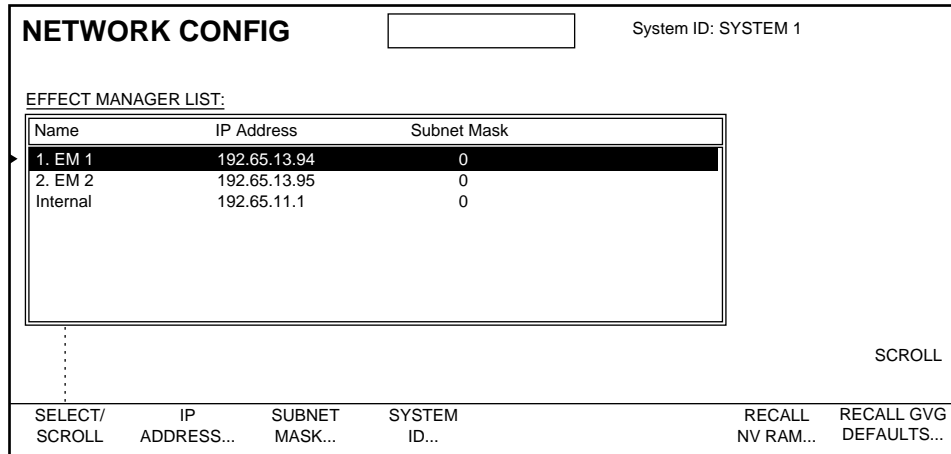 NETWORK CONFIG
System ID: SYSTEM 1
EFFECT MANAGER LIST:
Name IP Address Subnet Mask
1. EM 1 192.65.13.94 0
2. EM 2 192.65.13.95 0
Internal 192.65.11.1 0
SCROLL
SELECT/ IP SUBNET SYSTEM RECALL RECALL GVG
SCROLL ADDRESS... MASK... ID... NV RAM... DEFAULTS...